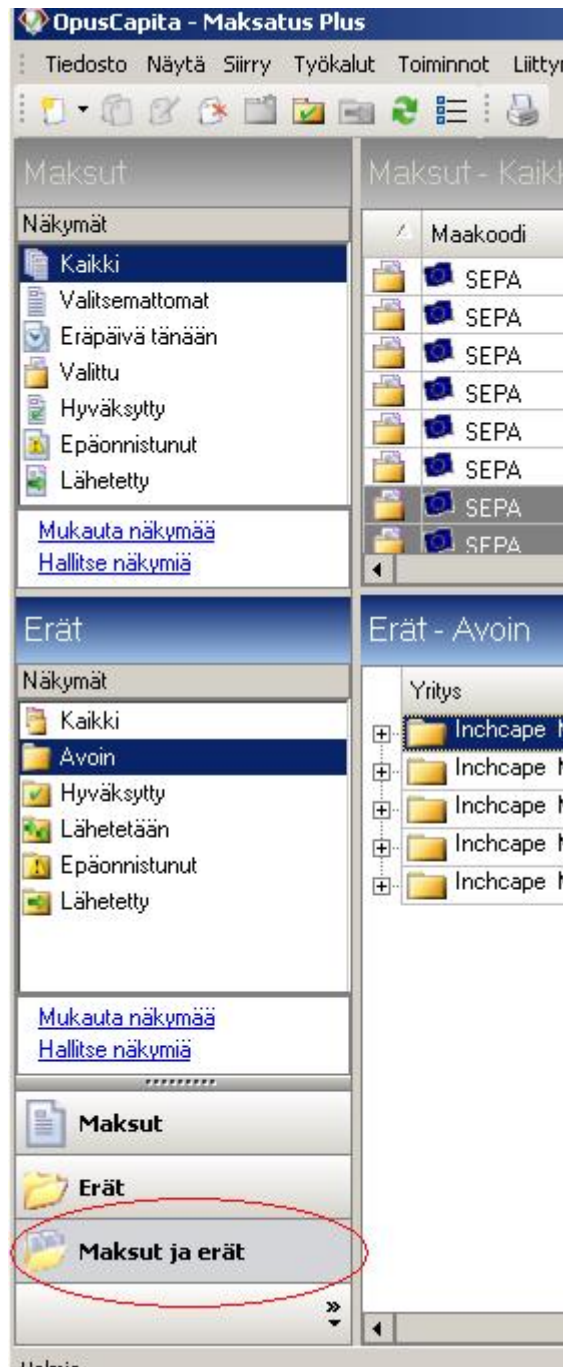 OpusCapita - Maksatus Plus
Tiedosto Näytä Siirry Työkalut Toiminnot
Maksut
Näkymät
Kaikki
Valitsemattomat
Eräpäivä tänään
Valittu
Hyväksytty
Epäonnistunut
Lähetetty
Mukauta näkymää
Hallitse näkymiä
Maksut - Kaikki
Maakoodi
SEPA
SEPA
SEPA
SEPA
SEPA
SEPA
SEPA
SEPA
Erät
Näkymät
Kaikki
Avoin
Hyväksytty
Lähetetään
Epäonnistunut
Lähetetty
Mukauta näkymää
Hallitse näkymiä
Erät - Avoin
Yritys
Inchcape
Inchcape
Inchcape
Inchcape
Inchcape
Maksut
Erät
Maksut ja erät